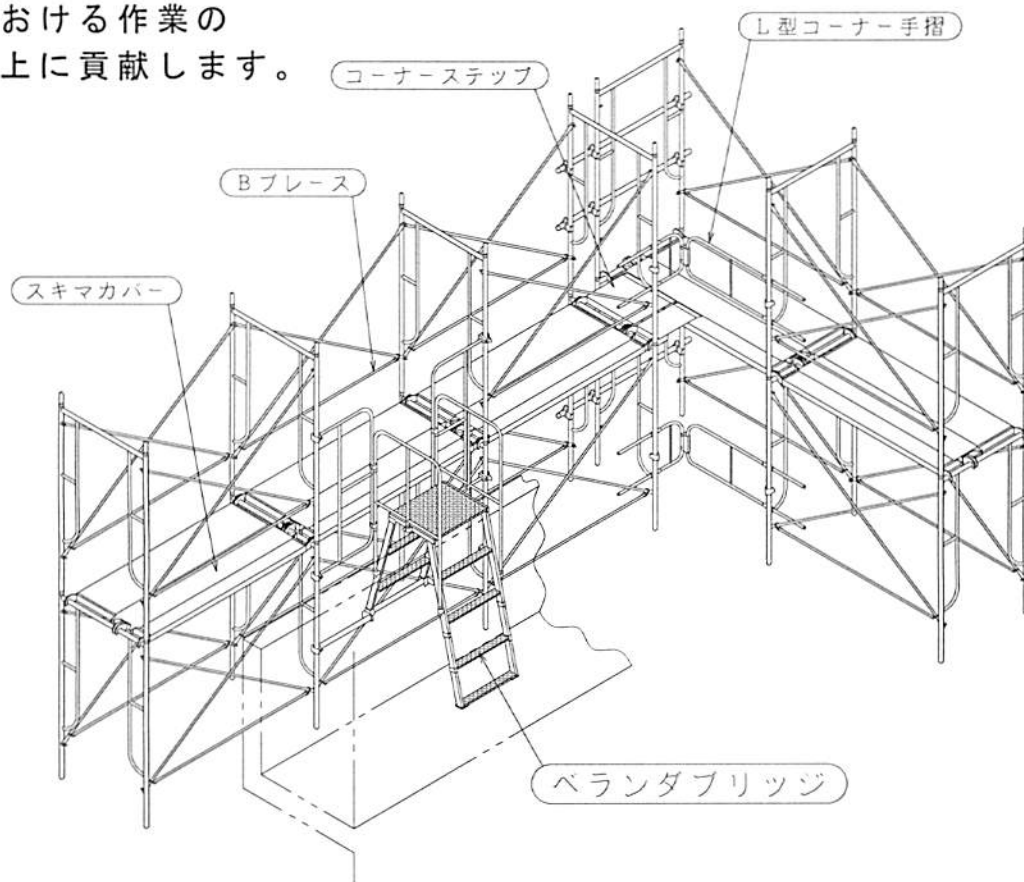 おける作業の
上に貢献します。
L型コーナー手摺
コーナーステップ
Bブレース
スキマカバー
ベランダブリッジ